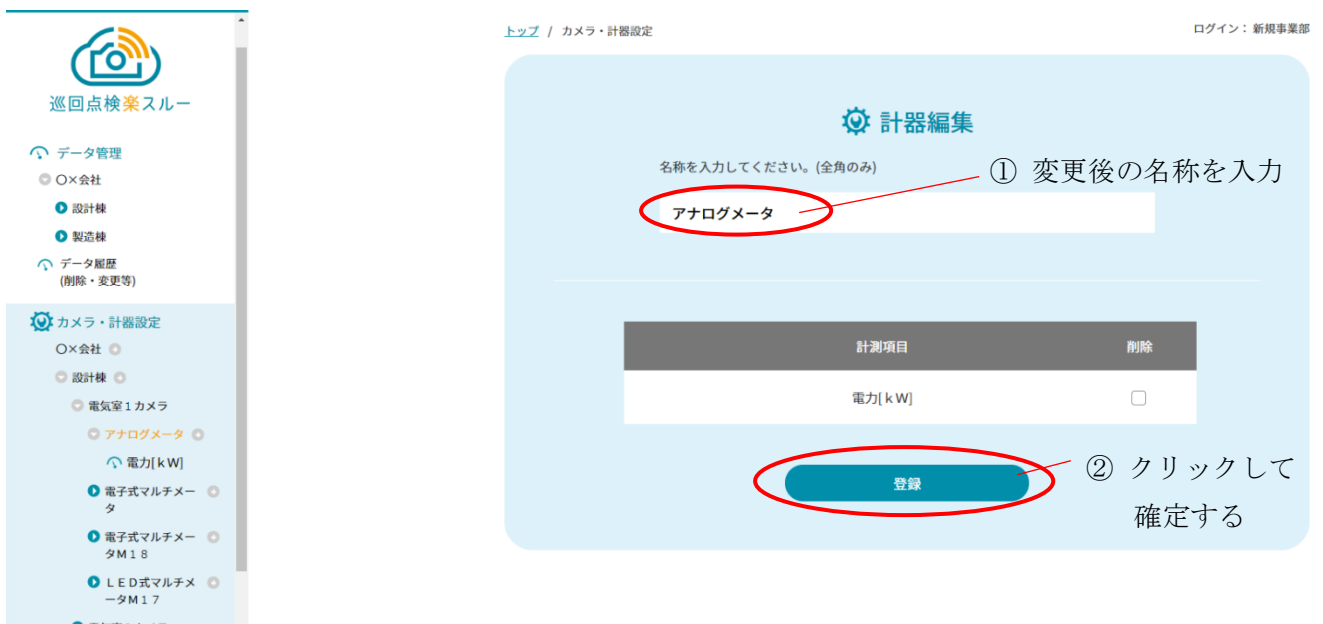 巡回点検楽スルー
データ管理
〇×会社
設計棟
製造棟
データ履歴
(削除・変更等)
カメラ・計器設定
〇×会社
設計棟
電気室1カメラ
アナログメータ
電力[ｋW]
電子式マルチメー
タ
電子式マルチメー
タM１８
ＬＥＤ式マルチメ
ータM１７
トップ / カメラ・計器設定
ログイン： 新規事業部
計器編集
名称を入力してください。(全角のみ)
① 変更後の名称を入力
アナログメータ
計測項目 削除
電力[ｋW]
登録
② クリックして
確定する